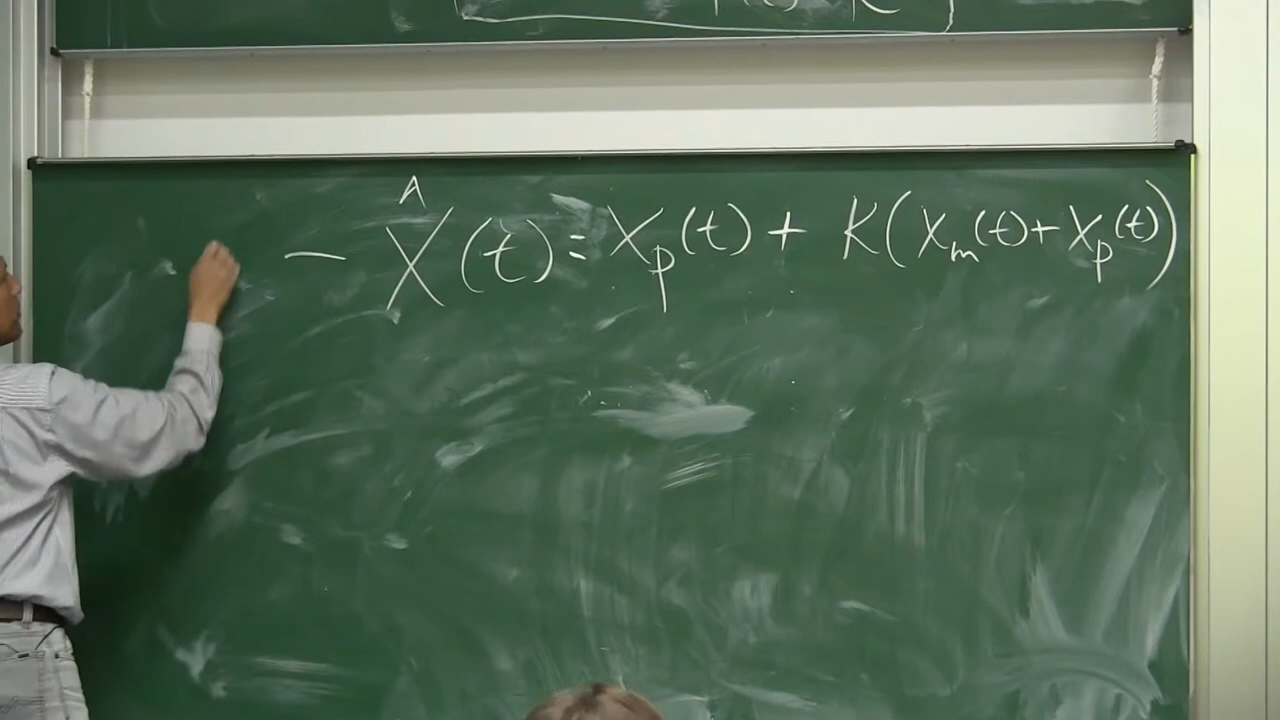 - X̂(t) = Xp(t) + K(Xm(t) + Xp(t))